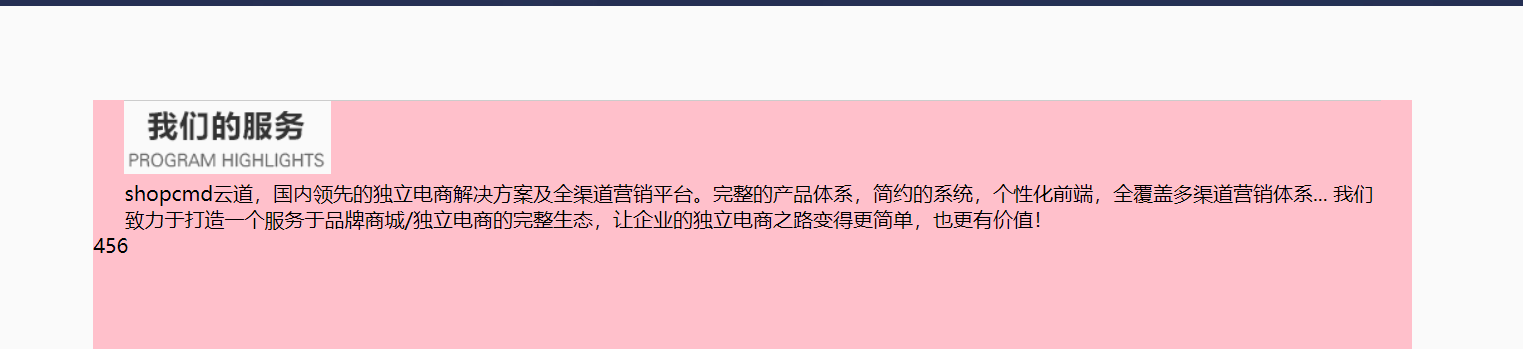 我们的服务
PROGRAM HIGHLIGHTS
shopcmd云道，国内领先的独立电商解决方案及全渠道营销平台。完整的产品体系，简约的系统，个性化前端，全覆盖多渠道营销体系... 我们
致力于打造一个服务于品牌商城/独立电商的完整生态，让企业的独立电商之路变得更简单，也更有价值！
456